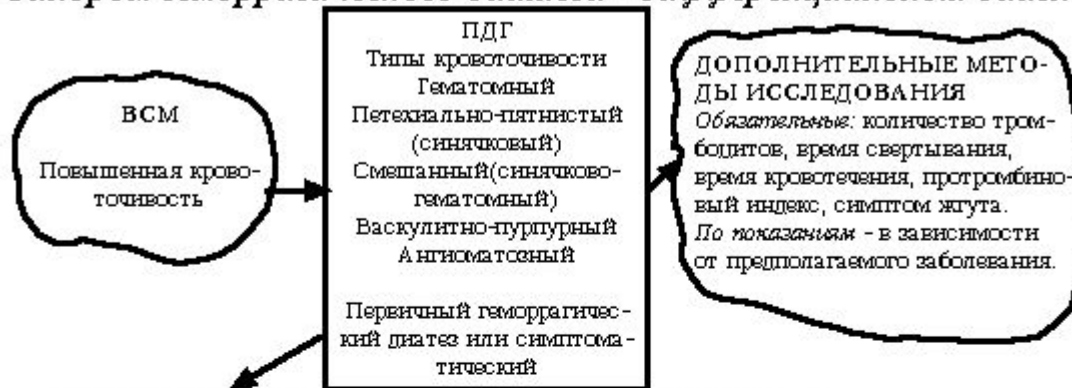 ВСМ
Повышенная крово-
точивость
ПДГ
Типы кровоточивости
Гематомный
Петехиально-пятнистый
(синячковый)
Смешанный(синячково-
гематомный)
Васкулитно-пурпурный
Ангиоматозный
Первичный геморрагичес-
кий диатез или симптома-
тический
ДОПОЛНИТЕЛЬНЫЕ МЕТО-
ДЫ ИССЛЕДОВАНИЯ
Обязательные: количество тром-
боцитов, время свертывания,
время кровотечения, протромбино-
вый индекс, симптом жгута.
По показаниям - в зависимости
от предполагаемого заболевания.